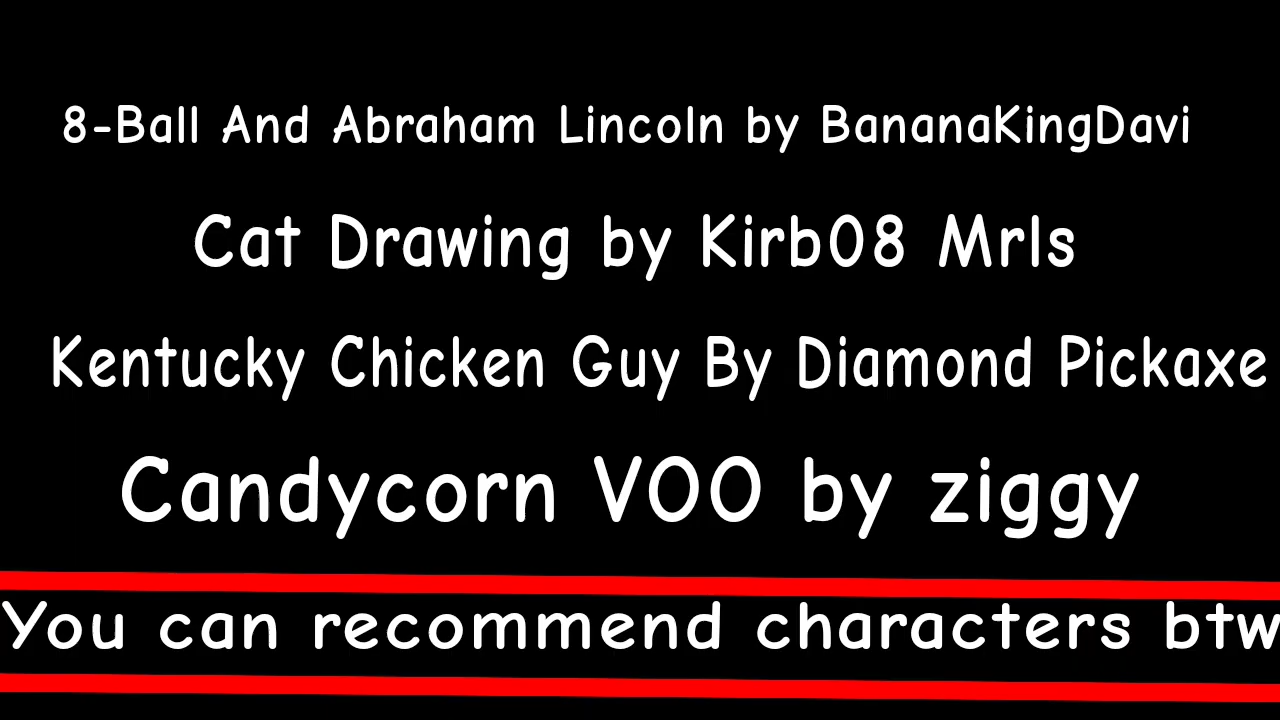 8-Ball And Abraham Lincoln by BananaKingDavi
Cat Drawing by Kirb08 Mrls
Kentucky Chicken Guy By Diamond Pickaxe
Candycorn VOO by ziggy
You can recommend characters btw